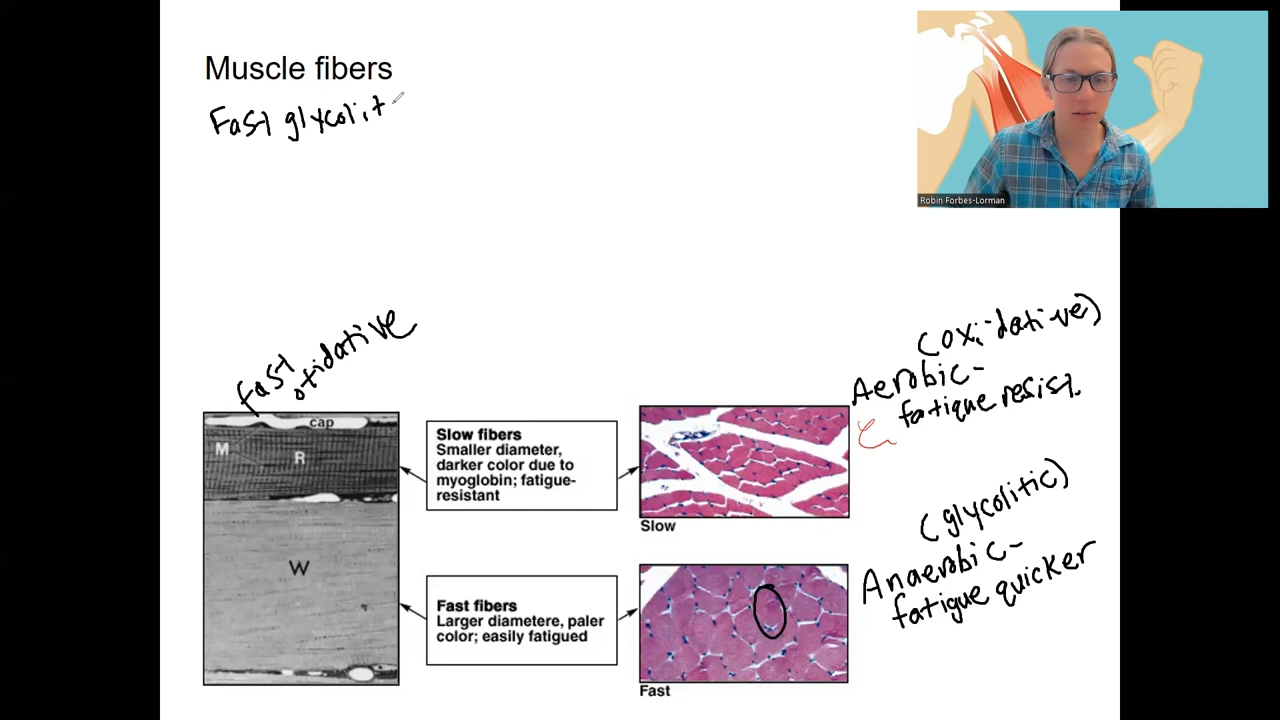 Muscle fibers
Fast glycolit
Robin Forbes-Lorman
fast
oxidative
(oxidative)
Aerobic-
fatigue resist.
cap
M
R
W
Slow fibers
Smaller diameter,
darker color due to
myoglobin; fatigue-
resistant
Slow
(glycolitic)
Anaerobic-
fatigue quicker
Fast fibers
Larger diametere, paler
color; easily fatigued
Fast